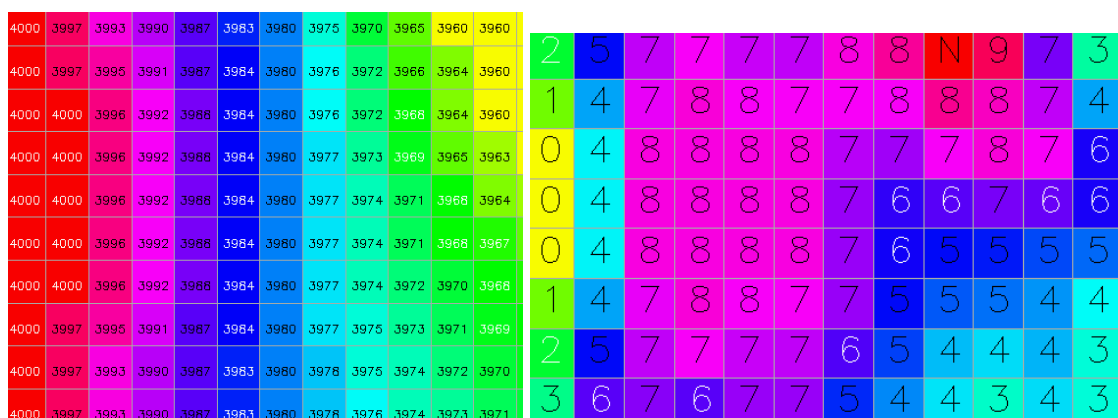 4000 3997 3993 3990 3987 3983 3980 3975 3970 3965 3960 3960
4000 3997 3995 3991 3987 3984 3980 3976 3972 3966 3964 3960
4000 4000 3996 3992 3988 3984 3980 3976 3972 3968 3964 3960
4000 4000 3996 3992 3988 3984 3980 3977 3973 3969 3965 3963
4000 4000 3996 3992 3988 3984 3980 3977 3974 3971 3968 3964
4000 4000 3996 3992 3988 3984 3980 3977 3974 3971 3968 3967
4000 4000 3996 3992 3988 3984 3980 3977 3974 3972 3970 3968
4000 3997 3995 3991 3987 3984 3980 3977 3975 3973 3971 3969
4000 3997 3993 3990 3987 3983 3980 3978 3975 3974 3972 3970
4000 3997 3993 3990 3987 3983 3980 3978 3976 3974 3973 3971
2 5 7 7 7 7 8 8 N 9 7 3
1 4 7 8 8 7 7 8 8 8 7 4
0 4 8 8 8 8 7 7 7 8 7 6
0 4 8 8 8 8 7 6 6 7 6 6
0 4 8 8 8 8 7 6 5 5 5 5
1 4 7 8 8 7 7 5 5 5 4 4
2 5 7 7 7 7 6 5 4 4 4 3
3 6 7 6 7 7 5 4 4 3 4 3